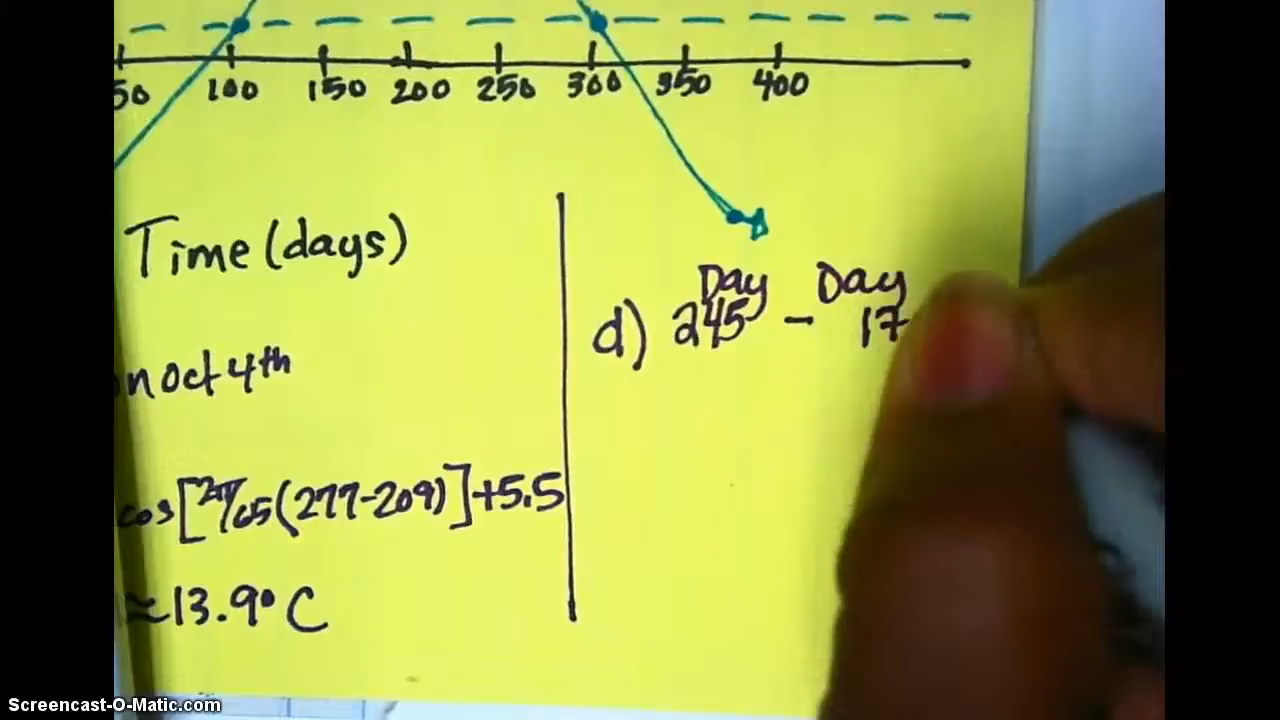 50 100 150 200 250 300 350 400
Time (days)
on Oct 4th
cos[2π/365(277-209)]+5.5
≈13.9° C
Day Day
d) 245 - 17
Screencast-O-Matic.com